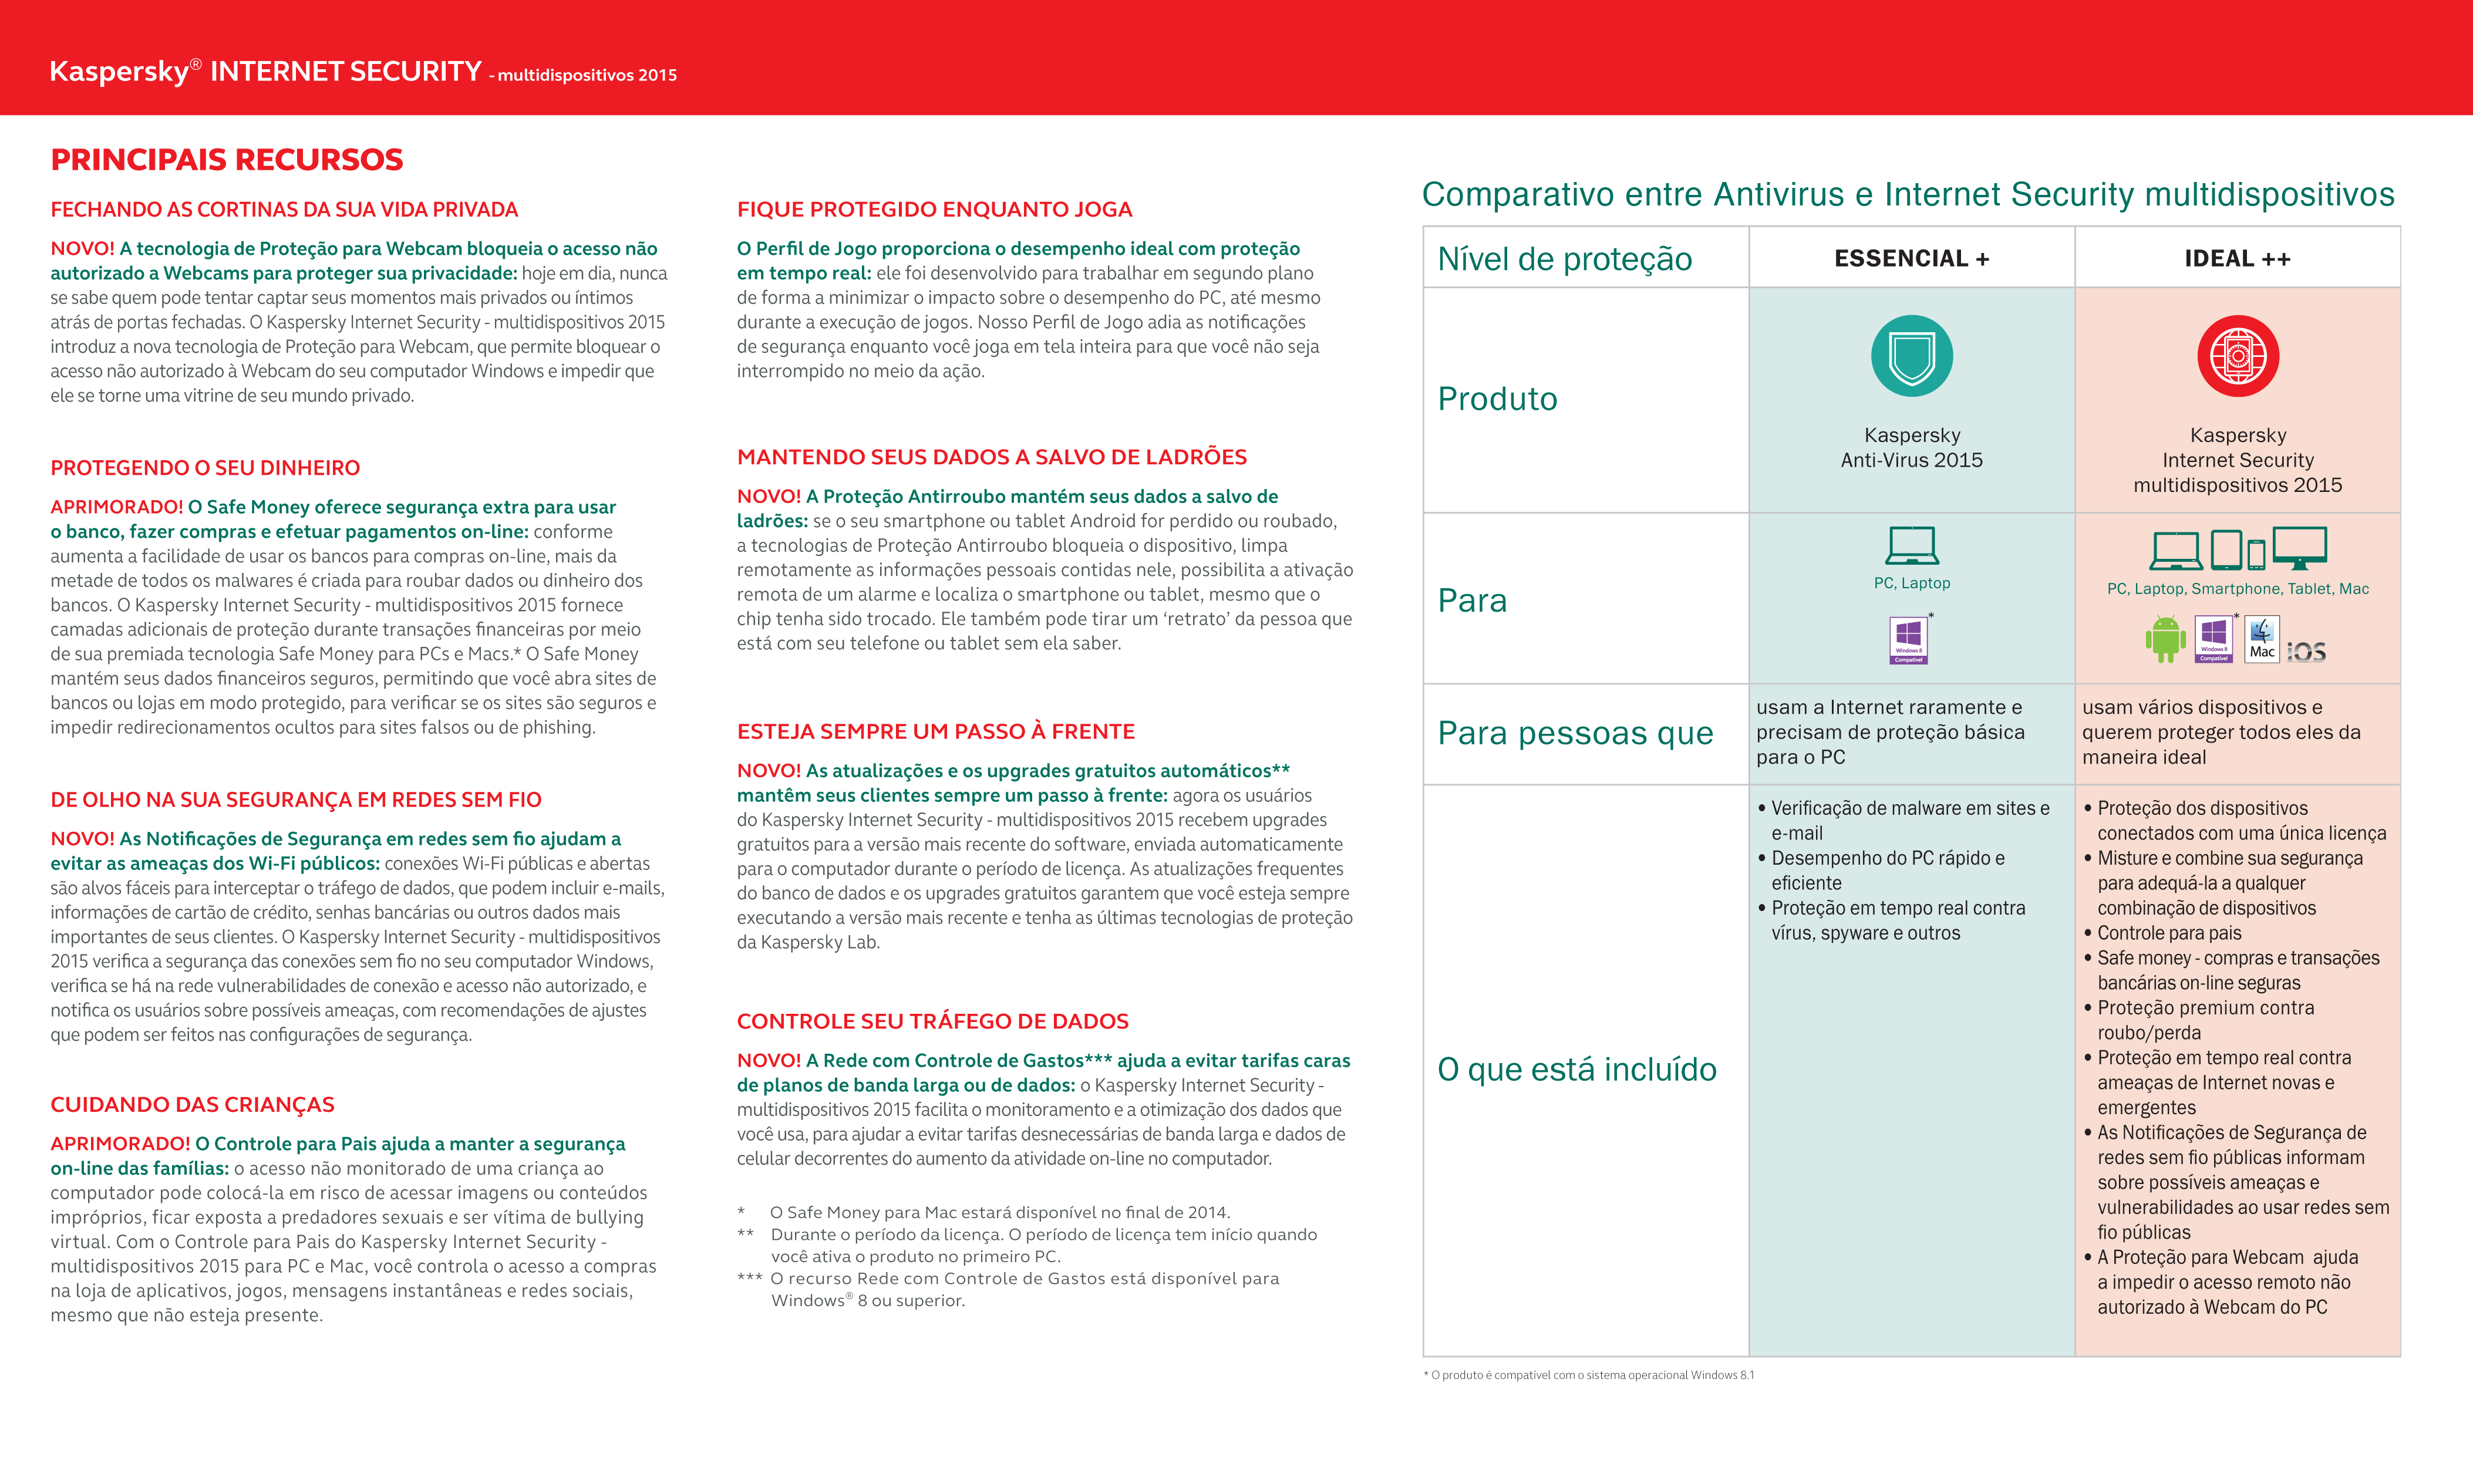 Kaspersky® INTERNET SECURITY - multidispositivos 2015
PRINCIPAIS RECURSOS
FECHANDO AS CORTINAS DA SUA VIDA PRIVADA
NOVO! A tecnologia de Proteção para Webcam bloqueia o acesso não
autorizado a Webcams para proteger sua privacidade: hoje em dia, nunca
se sabe quem pode tentar captar seus momentos mais privados ou íntimos
atrás de portas fechadas. O Kaspersky Internet Security - multidispositivos 2015
introduz a nova tecnologia de Proteção para Webcam, que permite bloquear o
acesso não autorizado à Webcam do seu computador Windows e impedir que
ele se torne uma vitrine de seu mundo privado.
PROTEGENDO O SEU DINHEIRO
APRIMORADO! O Safe Money oferece segurança extra para usar
o banco, fazer compras e efetuar pagamentos on-line: conforme
aumenta a facilidade de usar os bancos para compras on-line, mais da
metade de todos os malwares é criada para roubar dados ou dinheiro dos
bancos. O Kaspersky Internet Security - multidispositivos 2015 fornece
camadas adicionais de proteção durante transações financeiras por meio
de sua premiada tecnologia Safe Money para PCs e Macs.* O Safe Money
mantém seus dados financeiros seguros, permitindo que você abra sites de
bancos ou lojas em modo protegido, para verificar se os sites são seguros e
impedir redirecionamentos ocultos para sites falsos ou de phishing.
DE OLHO NA SUA SEGURANÇA EM REDES SEM FIO
NOVO! As Notificações de Segurança em redes sem fio ajudam a
evitar as ameaças dos Wi-Fi públicos: conexões Wi-Fi públicas e abertas
são alvos fáceis para interceptar o tráfego de dados, que podem incluir e-mails,
informações de cartão de crédito, senhas bancárias ou outros dados mais
importantes de seus clientes. O Kaspersky Internet Security - multidispositivos
2015 verifica a segurança das conexões sem fio no seu computador Windows,
verifica se há na rede vulnerabilidades de conexão e acesso não autorizado, e
notifica os usuários sobre possíveis ameaças, com recomendações de ajustes
que podem ser feitos nas configurações de segurança.
CUIDANDO DAS CRIANÇAS
APRIMORADO! O Controle para Pais ajuda a manter a segurança
on-line das famílias: o acesso não monitorado de uma criança ao
computador pode colocá-la em risco de acessar imagens ou conteúdos
impróprios, ficar exposta a predadores sexuais e ser vítima de bullying
virtual. Com o Controle para Pais do Kaspersky Internet Security -
multidispositivos 2015 para PC e Mac, você controla o acesso a compras
na loja de aplicativos, jogos, mensagens instantâneas e redes sociais,
mesmo que não esteja presente.
FIQUE PROTEGIDO ENQUANTO JOGA
O Perfil de Jogo proporciona o desempenho ideal com proteção
em tempo real: ele foi desenvolvido para trabalhar em segundo plano
de forma a minimizar o impacto sobre o desempenho do PC, até mesmo
durante a execução de jogos. Nosso Perfil de Jogo adia as notificações
de segurança enquanto você joga em tela inteira para que você não seja
interrompido no meio da ação.
MANTENDO SEUS DADOS A SALVO DE LADRÕES
NOVO! A Proteção Antirroubo mantém seus dados a salvo de
ladrões: se o seu smartphone ou tablet Android for perdido ou roubado,
a tecnologias de Proteção Antirroubo bloqueia o dispositivo, limpa
remotamente as informações pessoais contidas nele, possibilita a ativação
remota de um alarme e localiza o smartphone ou tablet, mesmo que o
chip tenha sido trocado. Ele também pode tirar um ‘retrato’ da pessoa que
está com seu telefone ou tablet sem ela saber.
ESTEJA SEMPRE UM PASSO À FRENTE
NOVO! As atualizações e os upgrades gratuitos automáticos**
mantêm seus clientes sempre um passo à frente: agora os usuários
do Kaspersky Internet Security - multidispositivos 2015 recebem upgrades
gratuitos para a versão mais recente do software, enviada automaticamente
para o computador durante o período de licença. As atualizações frequentes
do banco de dados e os upgrades gratuitos garantem que você esteja sempre
executando a versão mais recente e tenha as últimas tecnologias de proteção
da Kaspersky Lab.
CONTROLE SEU TRÁFEGO DE DADOS
NOVO! A Rede com Controle de Gastos*** ajuda a evitar tarifas caras
de planos de banda larga ou de dados: o Kaspersky Internet Security -
multidispositivos 2015 facilita o monitoramento e a otimização dos dados que
você usa, para ajudar a evitar tarifas desnecessárias de banda larga e dados de
celular decorrentes do aumento da atividade on-line no computador.
* O Safe Money para Mac estará disponível no final de 2014.
** Durante o período da licença. O período de licença tem início quando
você ativa o produto no primeiro PC.
*** O recurso Rede com Controle de Gastos está disponível para
Windows® 8 ou superior.
Comparativo entre Antivirus e Internet Security multidispositivos
Nível de proteção
ESSENCIAL +
IDEAL ++
Produto
Kaspersky
Anti-Virus 2015
Kaspersky
Internet Security
multidispositivos 2015
Para
PC, Laptop
*
Windows 8
Compatível
PC, Laptop, Smartphone, Tablet, Mac
*
Windows 8
Compatível
Mac
iOS
Para pessoas que
usam a Internet raramente e
precisam de proteção básica
para o PC
usam vários dispositivos e
querem proteger todos eles da
maneira ideal
O que está incluído
• Verificação de malware em sites e
e-mail
• Desempenho do PC rápido e
eficiente
• Proteção em tempo real contra
vírus, spyware e outros
• Proteção dos dispositivos
conectados com uma única licença
• Misture e combine sua segurança
para adequá-la a qualquer
combinação de dispositivos
• Controle para pais
• Safe money - compras e transações
bancárias on-line seguras
• Proteção premium contra
roubo/perda
• Proteção em tempo real contra
ameaças de Internet novas e
emergentes
• As Notificações de Segurança de
redes sem fio públicas informam
sobre possíveis ameaças e
vulnerabilidades ao usar redes sem
fio públicas
• A Proteção para Webcam ajuda
a impedir o acesso remoto não
autorizado à Webcam do PC
* O produto é compatível com o sistema operacional Windows 8.1